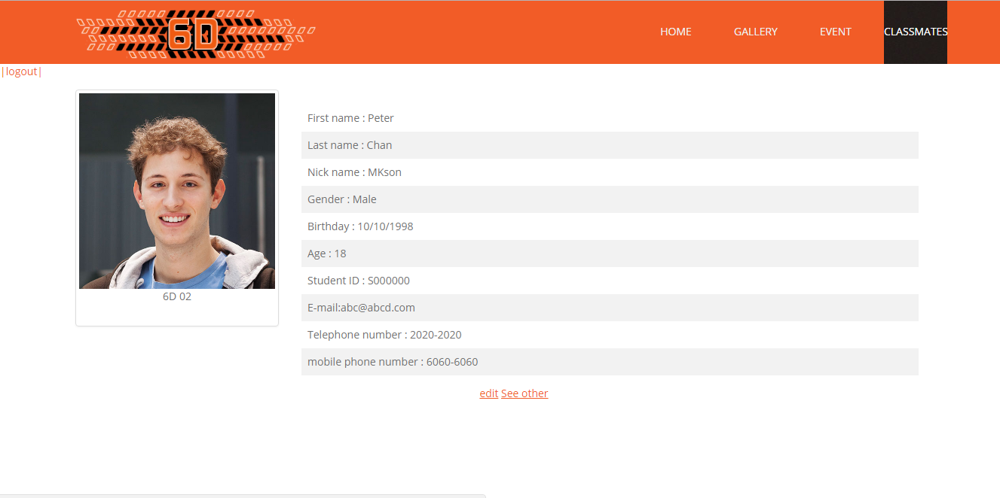 6D
HOME GALLERY EVENT CLASSMATES
|logout|
6D 02
First name : Peter
Last name : Chan
Nick name : MKson
Gender : Male
Birthday : 10/10/1998
Age : 18
Student ID : S000000
E-mail:abc@abcd.com
Telephone number : 2020-2020
mobile phone number : 6060-6060
edit See other